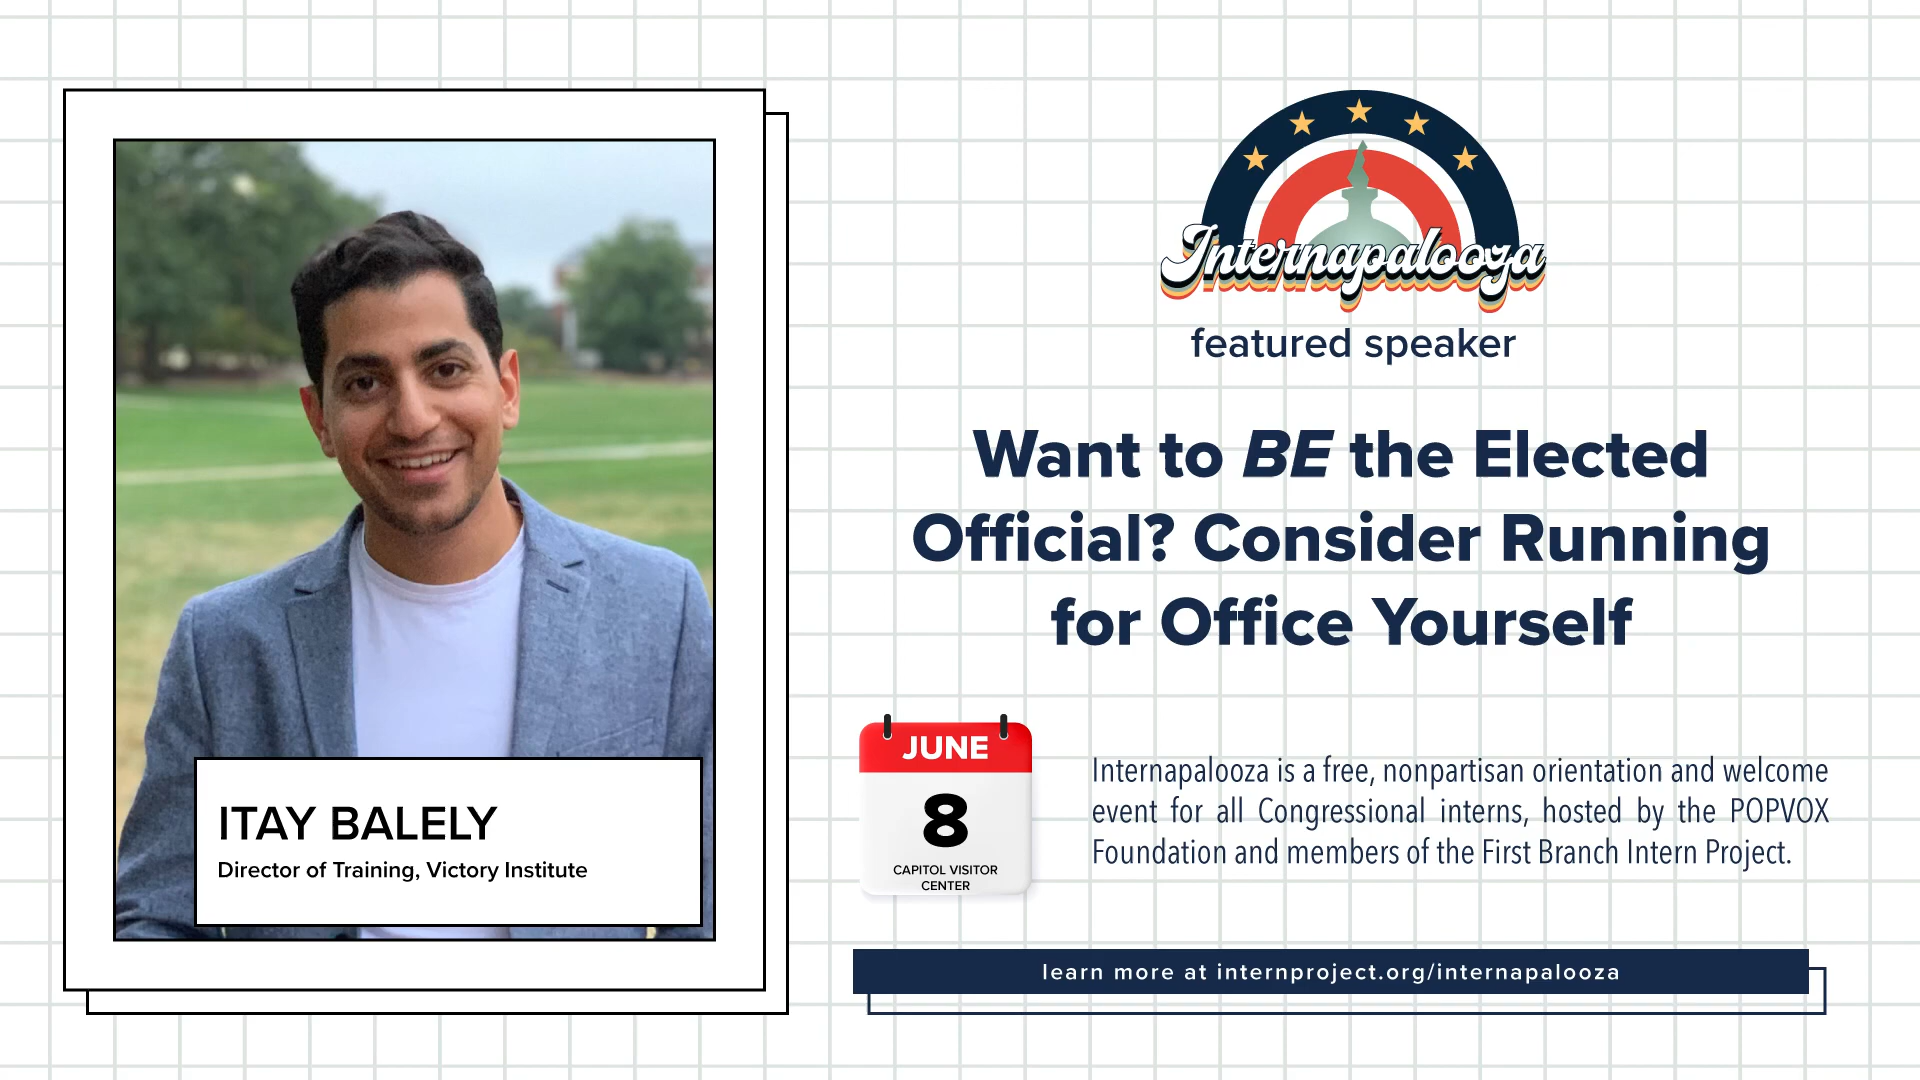 Internapalooza
featured speaker
Want to BE the Elected
Official? Consider Running
for Office Yourself
ITAY BALELY
Director of Training, Victory Institute
JUNE
8
CAPITOL VISITOR
CENTER
Internapalooza is a free, nonpartisan orientation and welcome
event for all Congressional interns, hosted by the POPVOX
Foundation and members of the First Branch Intern Project.
learn more at internproject.org/internapalooza